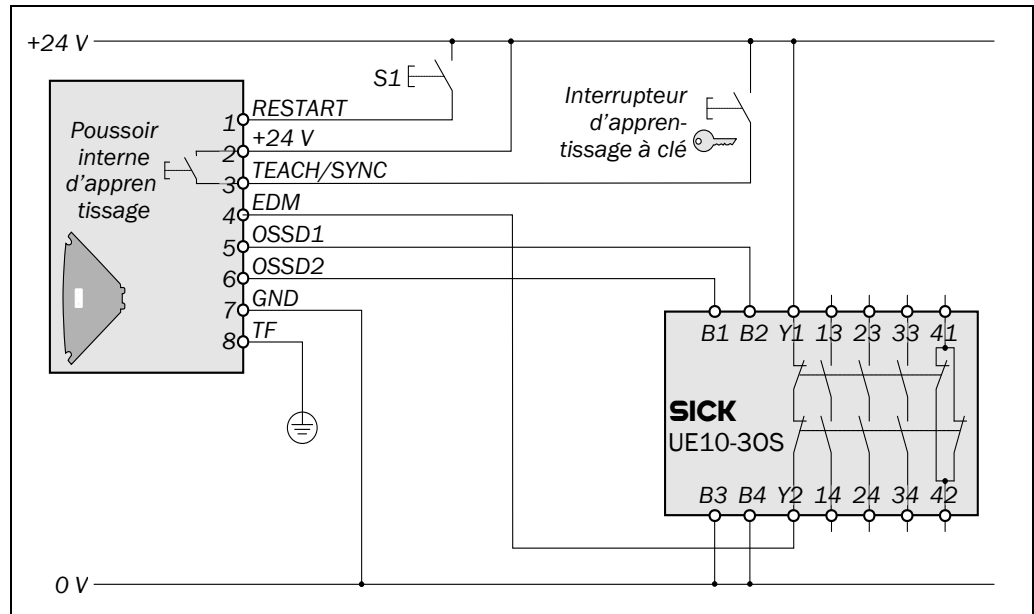 +24 V
S1
Interrupteur
d'appren-
tissage à clé
Poussoir
interne
d'appren
tissage
1 RESTART
2 +24 V
3 TEACH/SYNC
4 EDM
5 OSSD1
6 OSSD2
7 GND
8 TF
B1 B2 Y1 13 23 33 41
SICK
UE10-30S
B3 B4 Y2 14 24 34 42
0 V